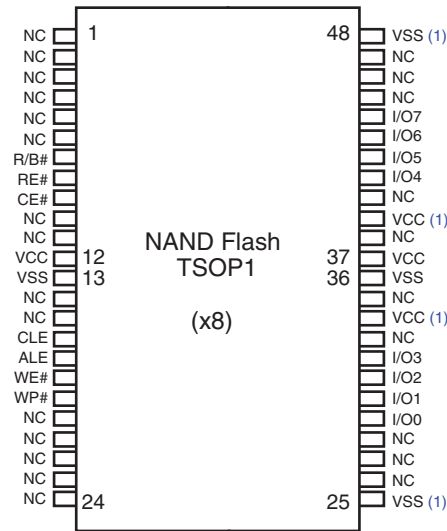 NC 1 48 VSS (1)
NC NC
NC NC
NC NC
NC I/O7
NC I/O6
R/B# I/O5
RE# I/O4
CE# NC
NC VCC (1)
NC NC
NAND Flash
VCC 12 37 VCC
TSOP1
VSS 13 36 VSS
NC NC
NC VCC (1)
(x8)
CLE NC
ALE I/O3
WE# I/O2
WP# I/O1
NC I/O0
NC NC
NC NC
NC NC
NC 24 25 VSS (1)